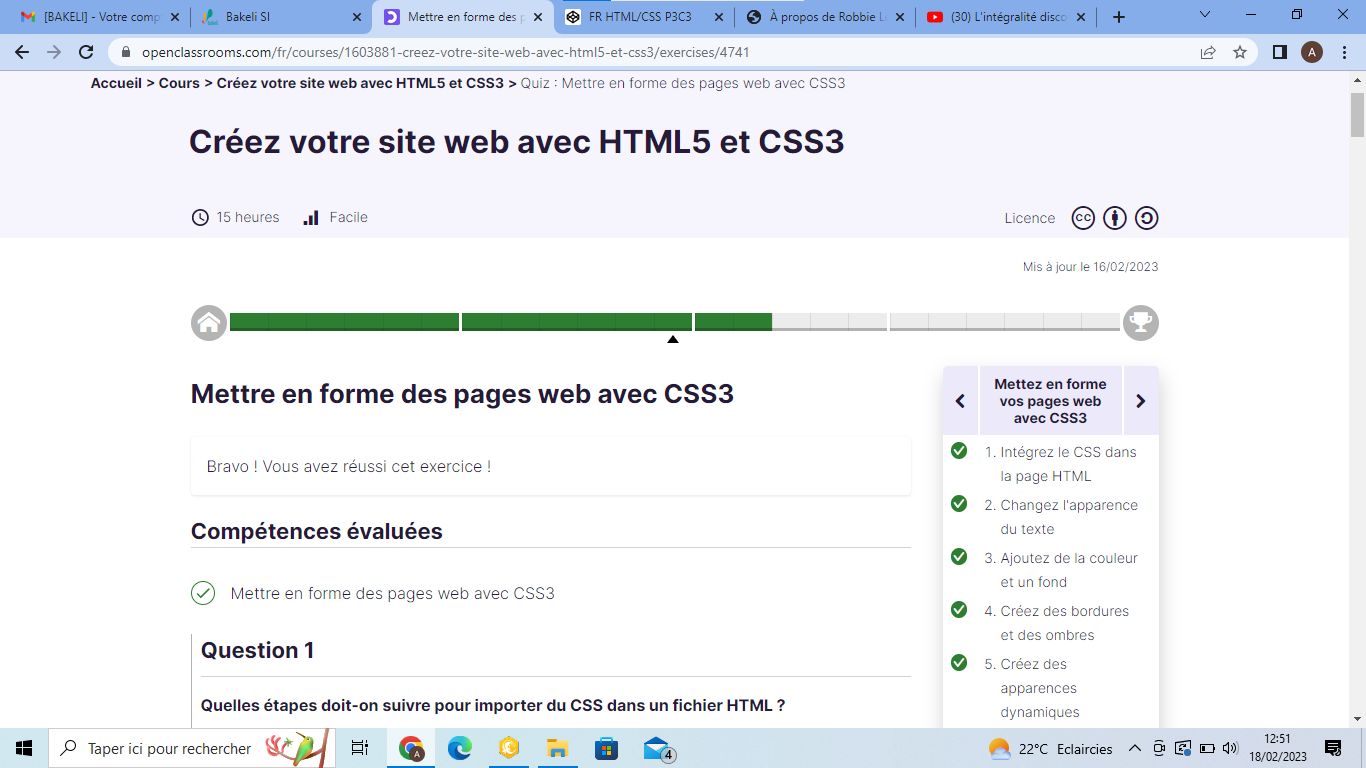 [BAKELI] - Votre comp
Bakeli SI
Mettre en forme des p
FR HTML/CSS P3C3
À propos de Robbie L
(30) L'intégralité disco
openclassrooms.com/fr/courses/1603881-creez-votre-site-web-avec-html5-et-css3/exercises/4741
A
Accueil > Cours > Créez votre site web avec HTML5 et CSS3 > Quiz : Mettre en forme des pages web avec CSS3
Créez votre site web avec HTML5 et CSS3
15 heures
Facile
Licence
cc
Mis à jour le 16/02/2023
Mettre en forme des pages web avec CSS3
Bravo ! Vous avez réussi cet exercice !
Compétences évaluées
Mettre en forme des pages web avec CSS3
Question 1
Quelles étapes doit-on suivre pour importer du CSS dans un fichier HTML ?
Mettez en forme
vos pages web
avec CSS3
1. Intégrez le CSS dans
la page HTML
2. Changez l'apparence
du texte
3. Ajoutez de la couleur
et un fond
4. Créez des bordures
et des ombres
5. Créez des
apparences
dynamiques
Taper ici pour rechercher
A
4
22°C Eclaircies
12:51
18/02/2023